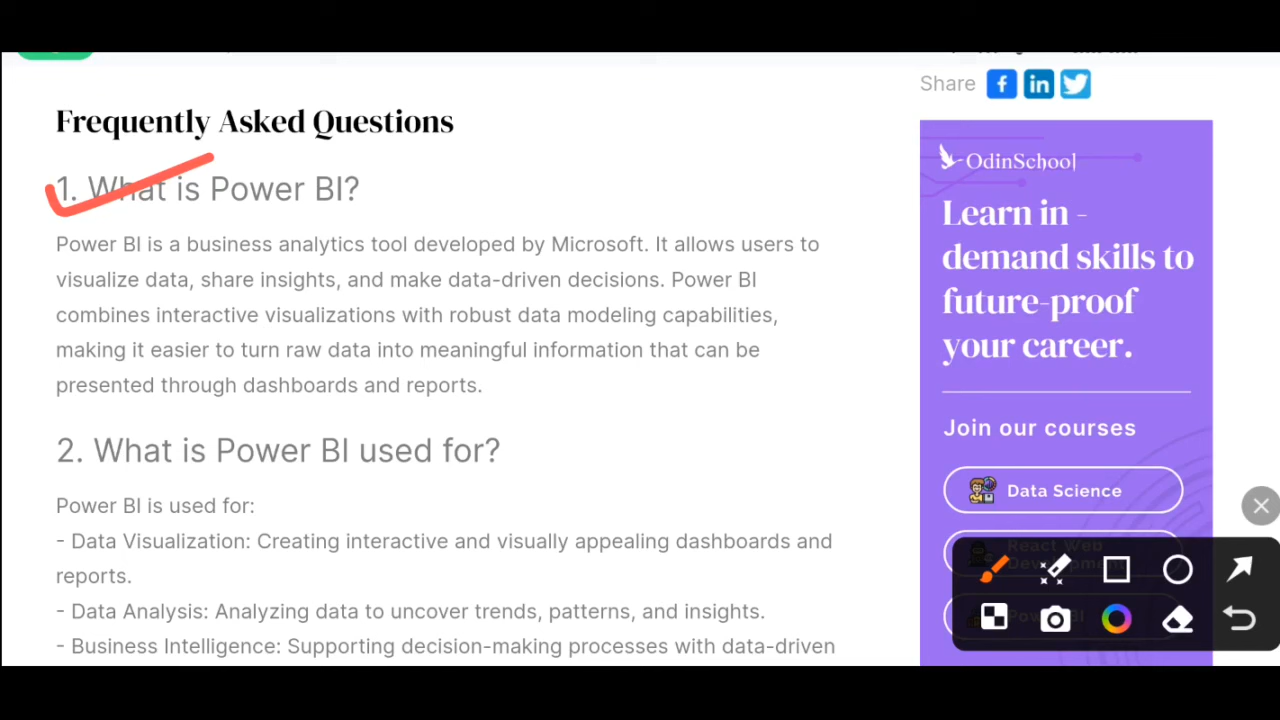 Share
Frequently Asked Questions
1. What is Power BI?
Power BI is a business analytics tool developed by Microsoft. It allows users to
visualize data, share insights, and make data-driven decisions. Power BI
combines interactive visualizations with robust data modeling capabilities,
making it easier to turn raw data into meaningful information that can be
presented through dashboards and reports.
2. What is Power BI used for?
Power BI is used for:
- Data Visualization: Creating interactive and visually appealing dashboards and
reports.
- Data Analysis: Analyzing data to uncover trends, patterns, and insights.
- Business Intelligence: Supporting decision-making processes with data-driven
OdinSchool
Learn in -
demand skills to
future-proof
your career.
Join our courses
Data Science
React Web
Development
Power BI